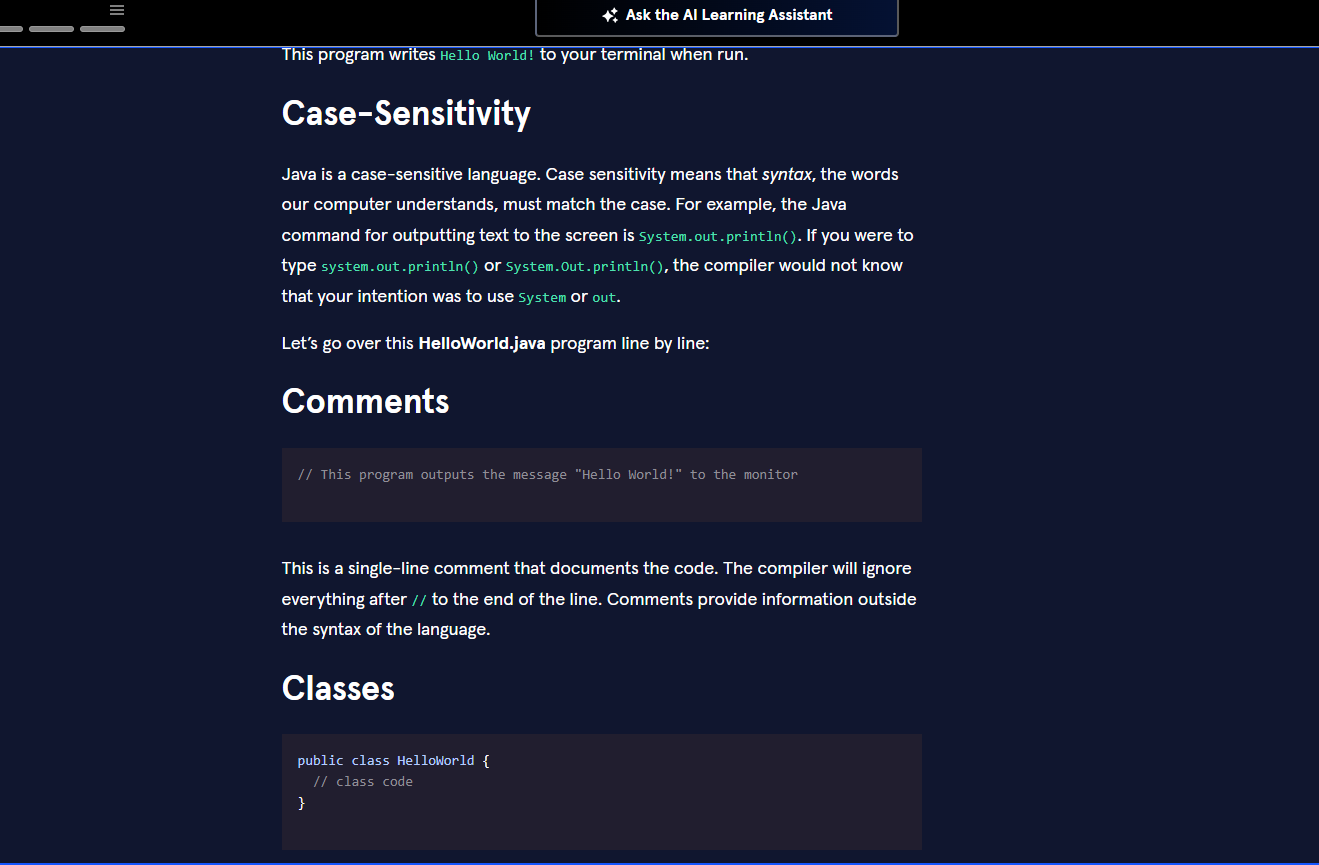 Ask the AI Learning Assistant
This program writes Hello World! to your terminal when run.
Case-Sensitivity
Java is a case-sensitive language. Case sensitivity means that syntax, the words
our computer understands, must match the case. For example, the Java
command for outputting text to the screen is System.out.println(). If you were to
type system.out.println() or System.Out.println(), the compiler would not know
that your intention was to use System or out.
Let’s go over this HelloWorld.java program line by line:
Comments
// This program outputs the message "Hello World!" to the monitor
This is a single-line comment that documents the code. The compiler will ignore
everything after // to the end of the line. Comments provide information outside
the syntax of the language.
Classes
public class HelloWorld {
  // class code
}